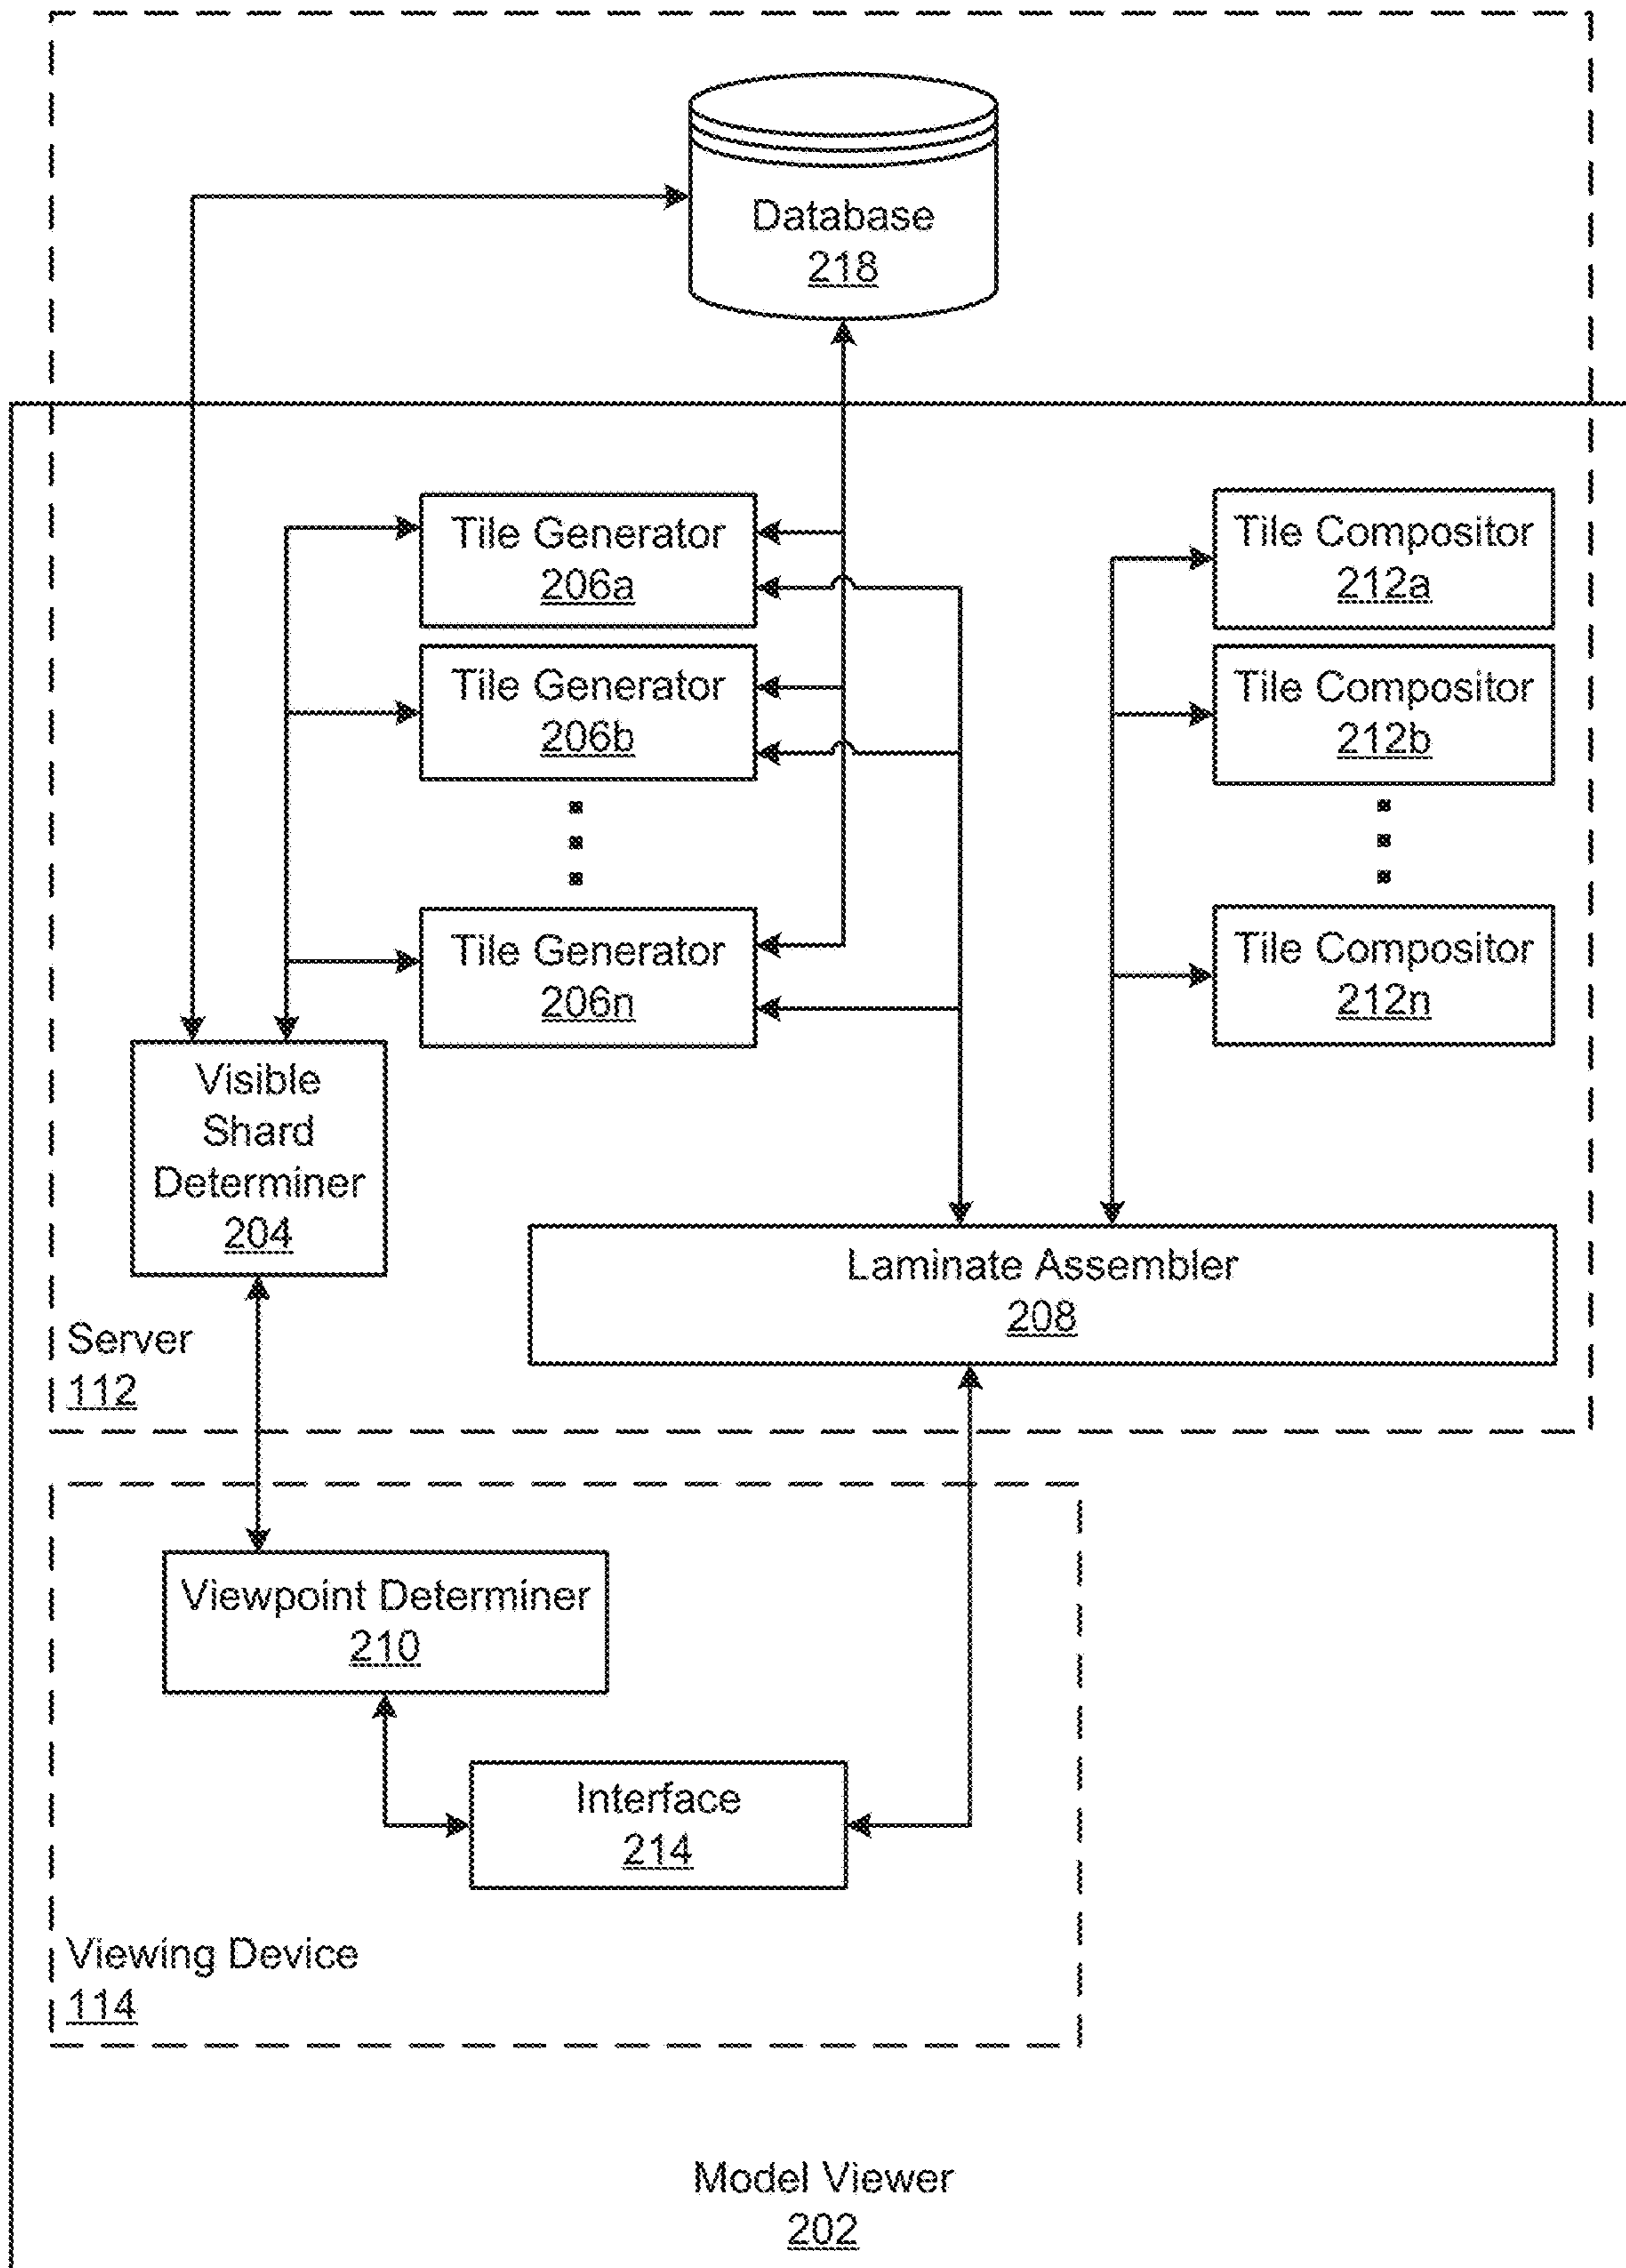 Database
218
Tile Generator
206a
Tile Compositor
212a
Tile Generator
206b
Tile Compositor
212b
Tile Generator
206n
Tile Compositor
212n
Visible
Shard
Determiner
204
Laminate Assembler
208
Server
112
Viewpoint Determiner
210
Interface
214
Viewing Device
114
Model Viewer
202